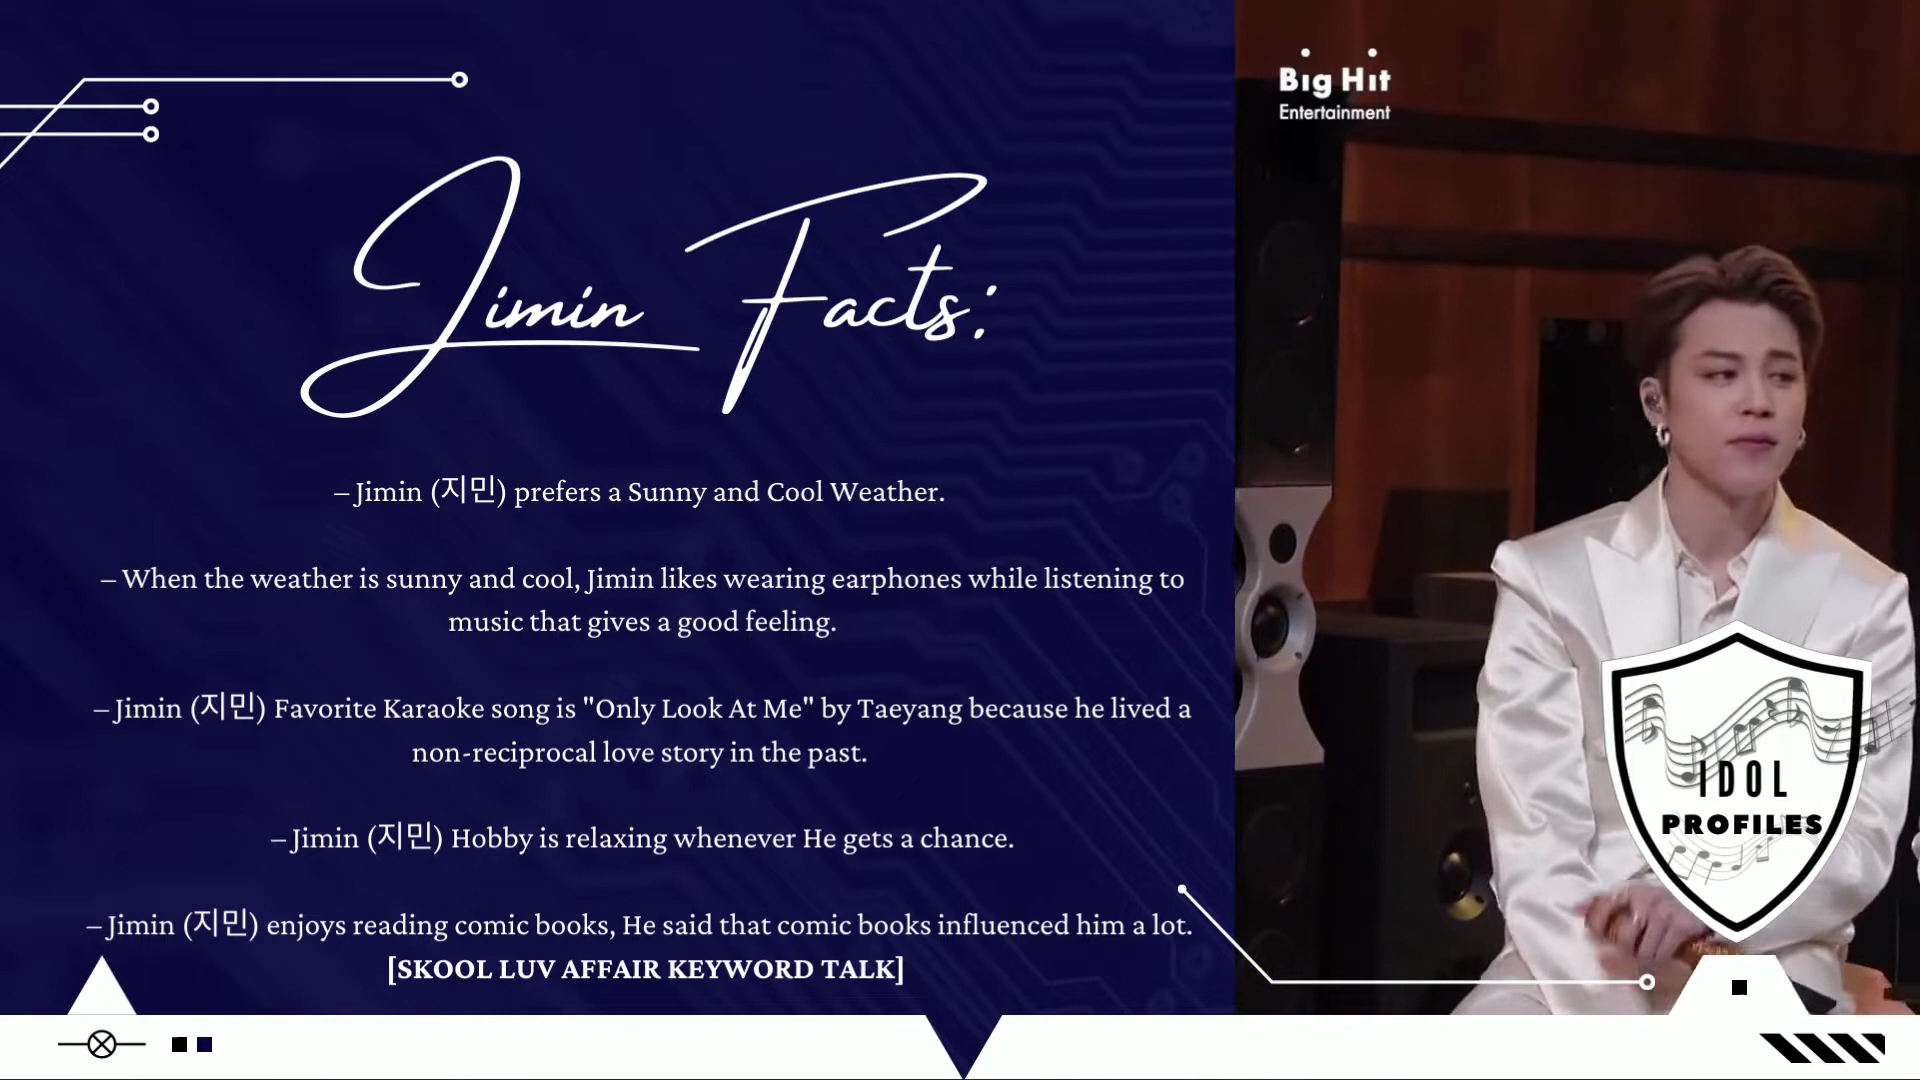 Big Hit
Entertainment
Jimin Facts:
– Jimin (지민) prefers a Sunny and Cool Weather.
– When the weather is sunny and cool, Jimin likes wearing earphones while listening to
music that gives a good feeling.
– Jimin (지민) Favorite Karaoke song is "Only Look At Me" by Taeyang because he lived a
non-reciprocal love story in the past.
– Jimin (지민) Hobby is relaxing whenever He gets a chance.
– Jimin (지민) enjoys reading comic books, He said that comic books influenced him a lot.
[SKOOL LUV AFFAIR KEYWORD TALK]
IDOL
PROFILES